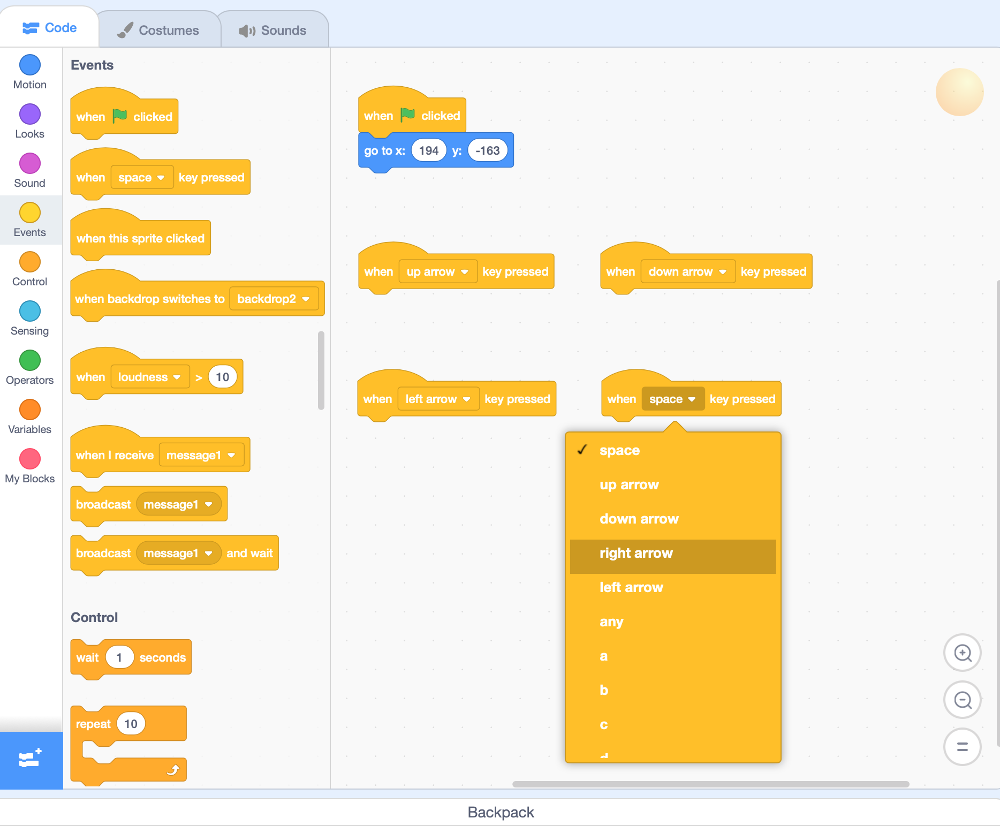 Code
Costumes
Sounds
Motion
Looks
Sound
Events
Control
Sensing
Operators
Variables
My Blocks
Events
when clicked
when space key pressed
when this sprite clicked
when backdrop switches to backdrop2
when loudness > 10
when I receive message1
broadcast message1
broadcast message1 and wait
Control
wait 1 seconds
repeat 10
when clicked
go to x: 194 y: -163
when up arrow key pressed
when down arrow key pressed
when left arrow key pressed
when space key pressed
✓ space
up arrow
down arrow
right arrow
left arrow
any
a
b
c
d
Backpack